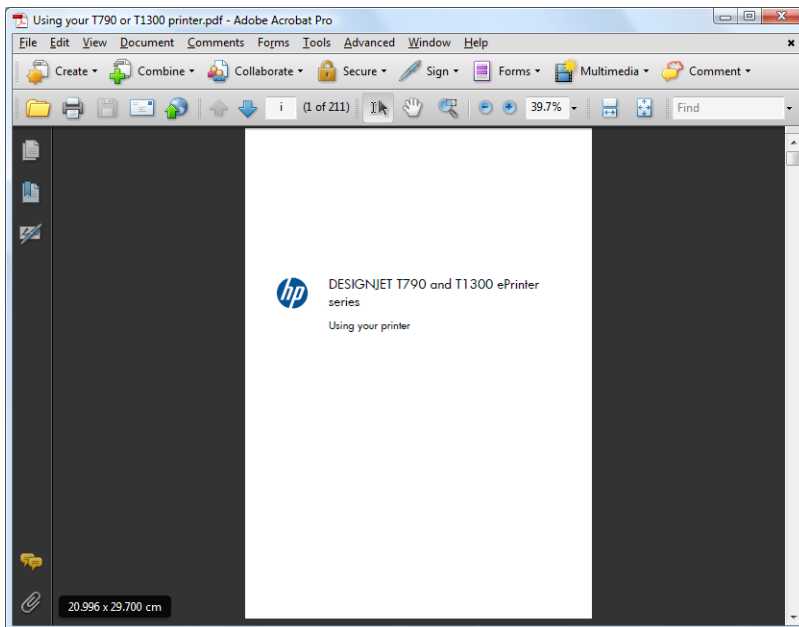 Using your T790 or T1300 printer.pdf - Adobe Acrobat Pro
File Edit View Document Comments Forms Tools Advanced Window Help
Create Combine Collaborate Secure Sign Forms Multimedia Comment
i (1 of 211) 39.7% Find
hp
DESIGNJET T790 and T1300 ePrinter
series
Using your printer
20.996 x 29.700 cm